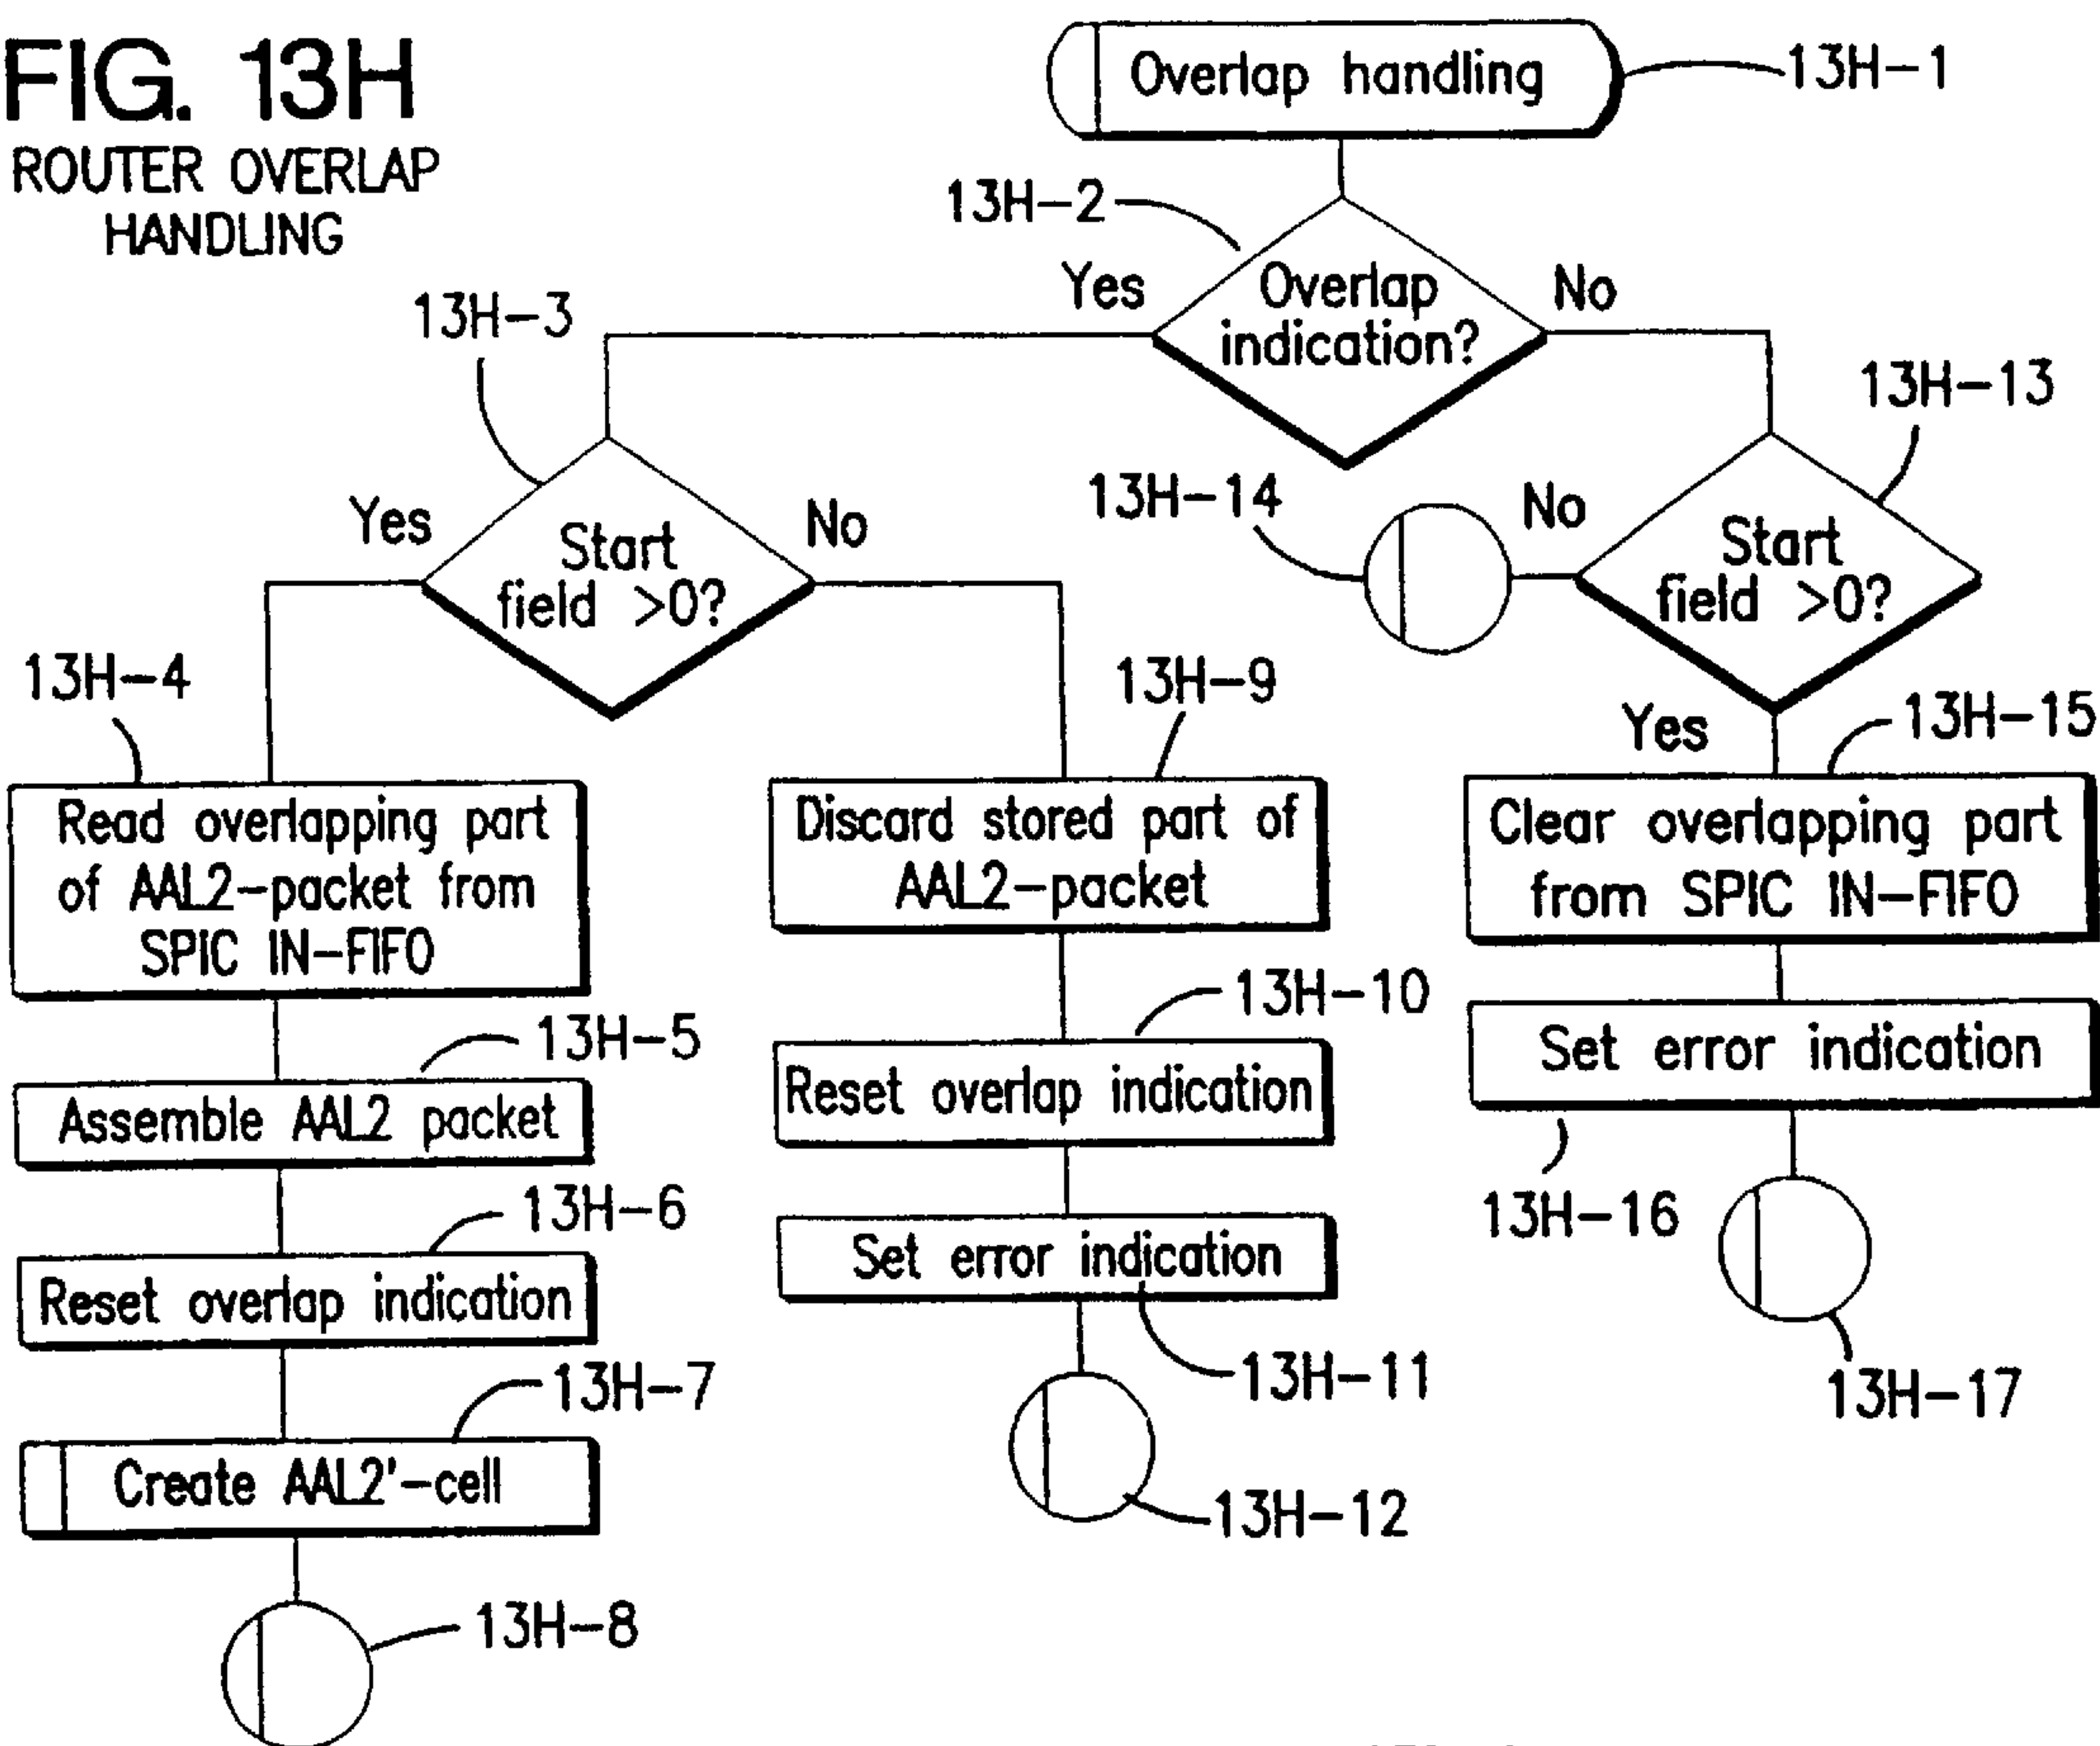 FIG. 13H
ROUTER OVERLAP
HANDLING
Overlap handling
13H-1
13H-2
Yes
Overlap
indication?
No
13H-3
13H-13
Yes
Start
field >0?
No
13H-14
No
Start
field >0?
Yes
13H-4
Read overlapping part
of AAL2-packet from
SPIC IN-FIFO
13H-9
Discard stored part of
AAL2-packet
13H-15
Clear overlapping part
from SPIC IN-FIFO
13H-5
Assemble AAL2 packet
13H-10
Reset overlap indication
Set error indication
13H-16
13H-17
13H-6
Reset overlap indication
Set error indication
13H-11
13H-12
13H-7
Create AAL2'-cell
13H-8